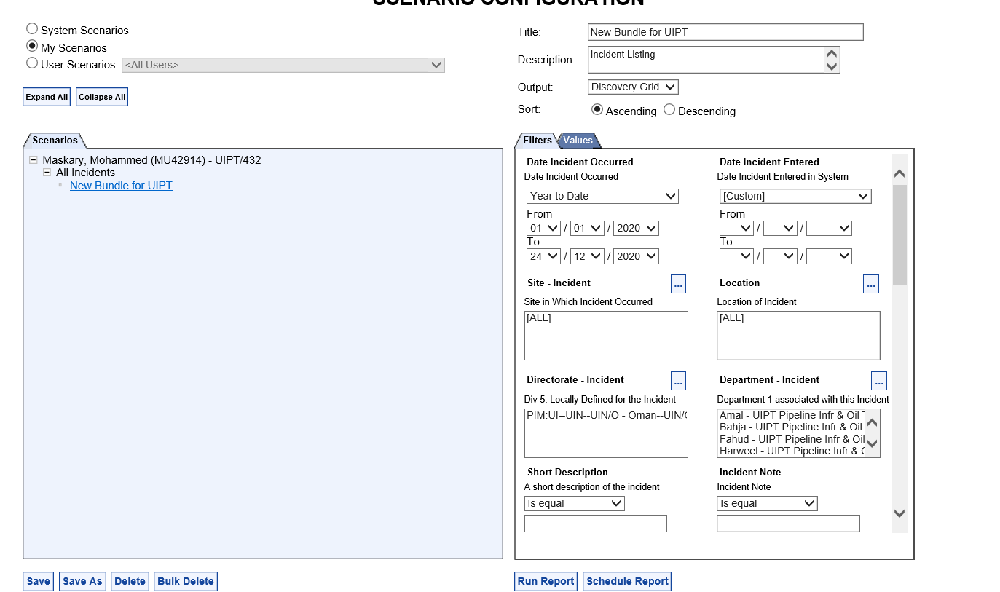 SCENARIO CONFIGURATION
System Scenarios
My Scenarios
User Scenarios <All Users>
Expand All Collapse All
Title: New Bundle for UIPT
Description: Incident Listing
Output: Discovery Grid
Sort: Ascending Descending
Scenarios
Maskary, Mohammed (MU42914) - UIPT/432
All Incidents
New Bundle for UIPT
Filters Values
Date Incident Occurred Date Incident Entered
Date Incident Occurred Date Incident Entered in System
Year to Date [Custom]
From From
01 / 01 / 2020 / /
To To
24 / 12 / 2020 / /
Site - Incident ... Location ...
Site in Which Incident Occurred Location of Incident
[ALL] [ALL]
Directorate - Incident ... Department - Incident ...
Div 5: Locally Defined for the Incident Department 1 associated with this Incident
PIM:UI--UIN--UIN/O - Oman--UIN/ Amal - UIPT Pipeline Infr & Oil
Bahja - UIPT Pipeline Infr & Oil
Fahud - UIPT Pipeline Infr & Oil
Harweel - UIPT Pipeline Infr &
Short Description Incident Note
A short description of the incident Incident Note
Is equal Is equal
Save Save As Delete Bulk Delete Run Report Schedule Report